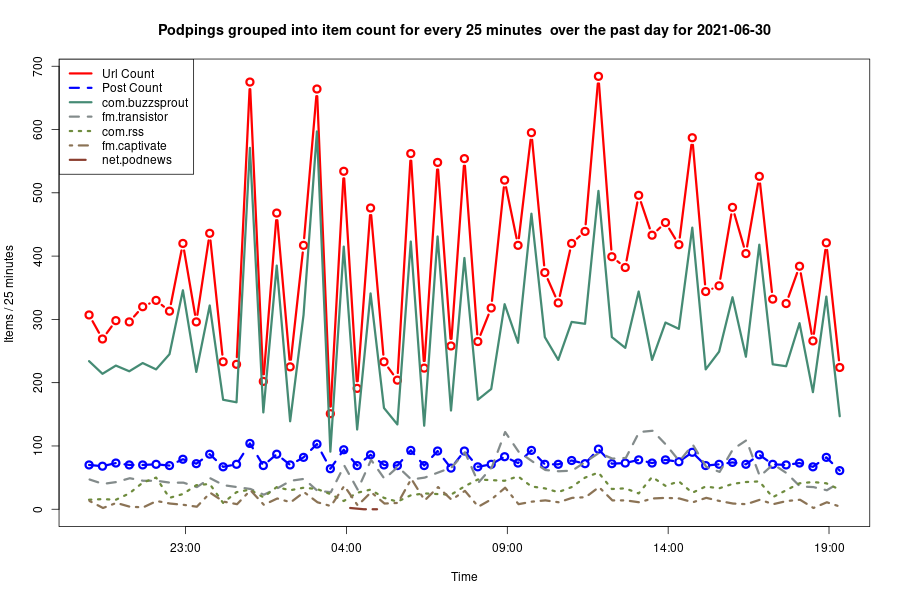 Podpings grouped into item count for every 25 minutes  over the past day for 2021-06-30
Url Count
Post Count
com.buzzsprout
fm.transistor
com.rss
fm.captivate
net.podnews
Items / 25 minutes
700
600
500
400
300
200
100
0
23:00
04:00
09:00
14:00
19:00
Time